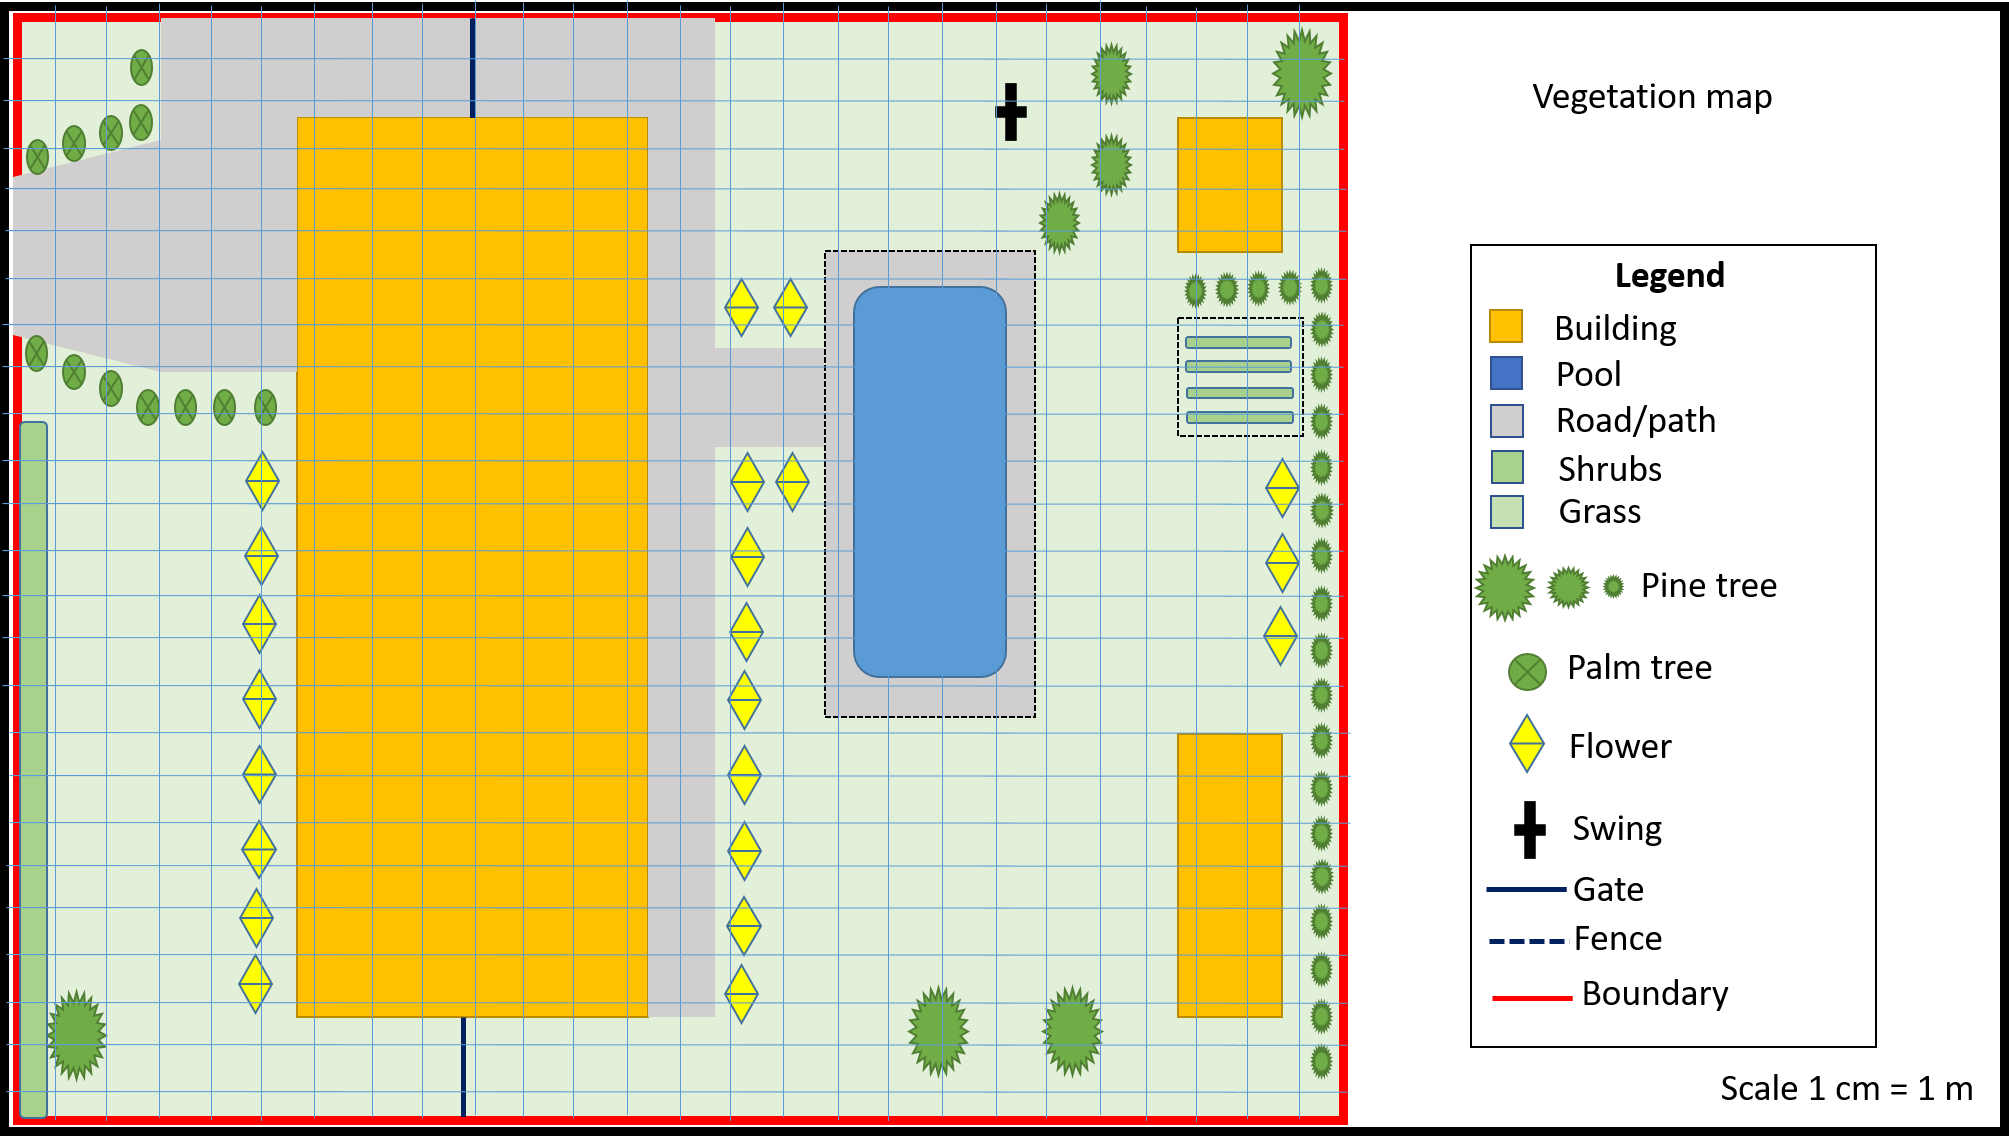 Vegetation map
Legend
Building
Pool
Road/path
Shrubs
Grass
Pine tree
Palm tree
Flower
Swing
Gate
Fence
Boundary
Scale 1 cm = 1 m